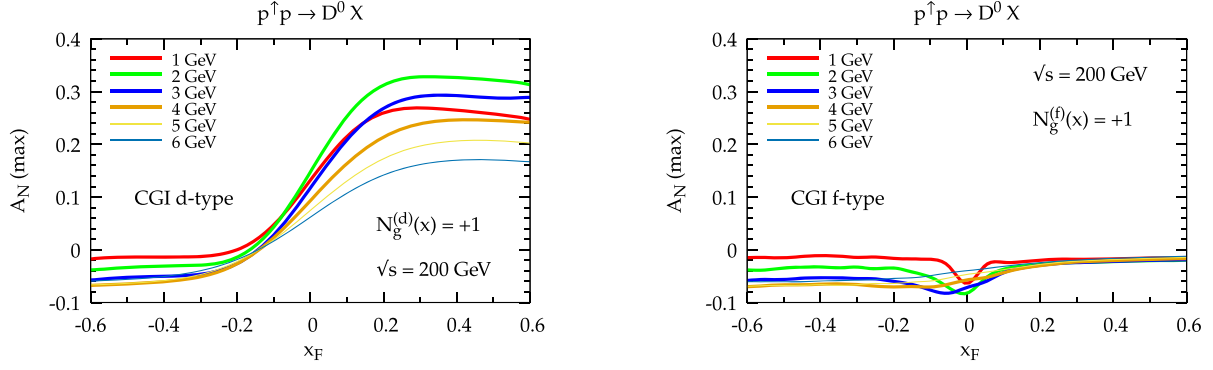 p↑p → D⁰ X
0.4
0.3
0.2
0.1
0
-0.1
A_N (max)
1 GeV
2 GeV
3 GeV
4 GeV
5 GeV
6 GeV
CGI d-type
N_g^(d)(x) = +1
√s = 200 GeV
-0.6 -0.4 -0.2 0 0.2 0.4 0.6
x_F
p↑p → D⁰ X
0.4
0.3
0.2
0.1
0
-0.1
A_N (max)
1 GeV
2 GeV
3 GeV
4 GeV
5 GeV
6 GeV
√s = 200 GeV
N_g^(f)(x) = +1
CGI f-type
-0.6 -0.4 -0.2 0 0.2 0.4 0.6
x_F